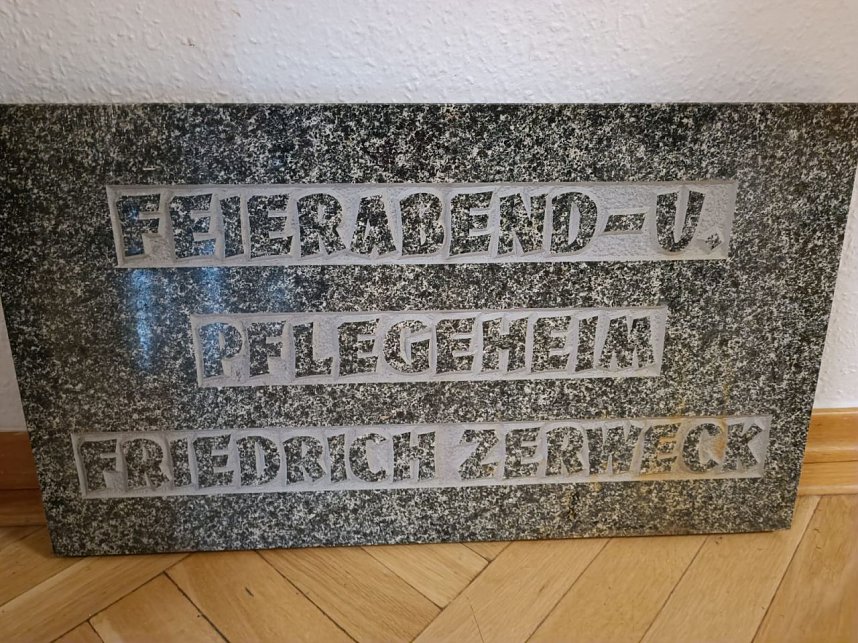 FEIERABEND-U.
PFLEGEHEIM
FRIEDRICH ZERWECK